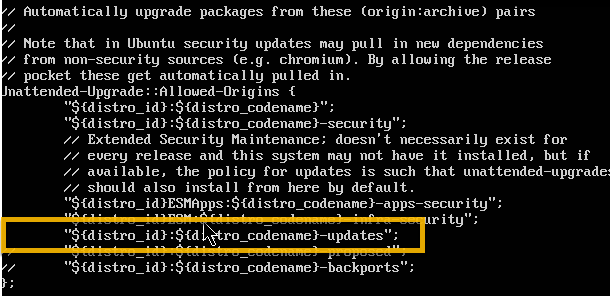 // Automatically upgrade packages from these (origin:archive) pairs
//
// Note that in Ubuntu security updates may pull in new dependencies
// from non-security sources (e.g. chromium). By allowing the release
// pocket these get automatically pulled in.
Unattended-Upgrade::Allowed-Origins {
"${distro_id}:${distro_codename}";
"${distro_id}:${distro_codename}-security";
// Extended Security Maintenance; doesn't necessarily exist for
// every release and this system may not have it installed, but if
// available, the policy for updates is such that unattended-upgrades
// should also install from here by default.
"${distro_id}ESMApps:${distro_codename}-apps-security";
"${distro_id}ESM:${distro_codename}-infra-security";
"${distro_id}:${distro_codename}-updates";
// "${distro_id}:${distro_codename}-proposed";
// "${distro_id}:${distro_codename}-backports";
};